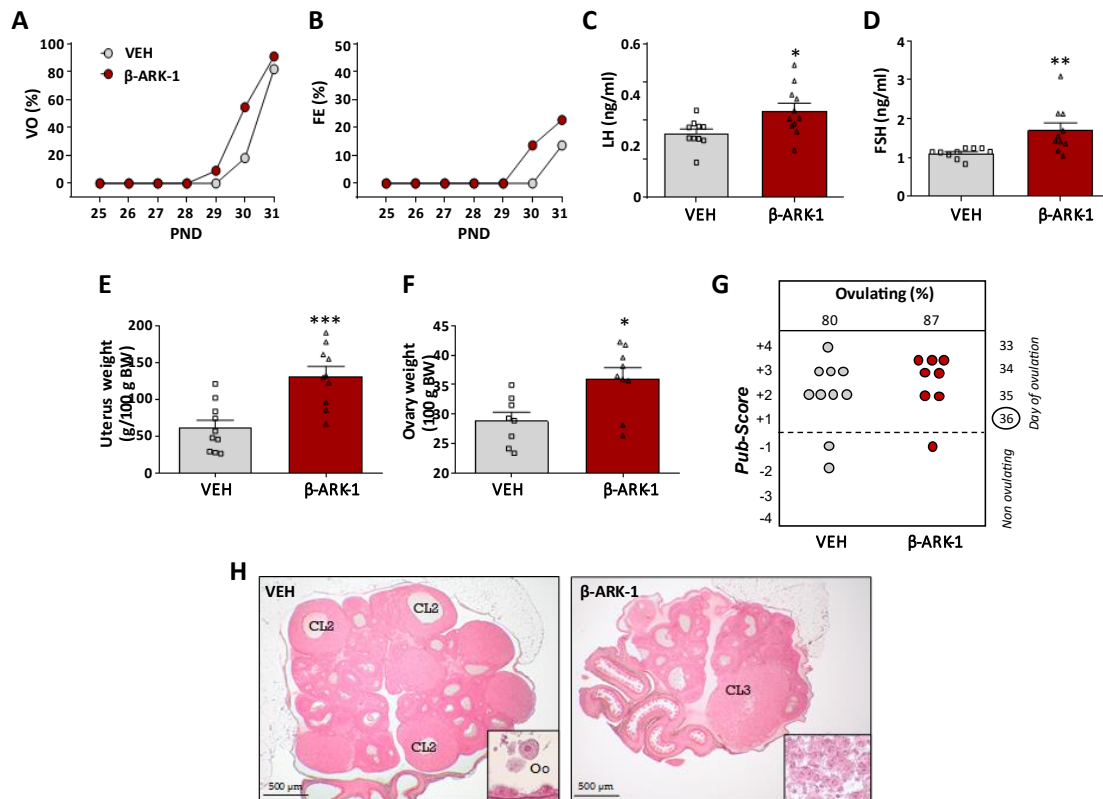 A
VEH
β-ARK-1
VO (%)
100
80
60
40
20
0
25 26 27 28 29 30 31
PND
B
FE (%)
50
40
30
20
10
0
25 26 27 28 29 30 31
PND
C
LH (ng/ml)
0.6
0.4
0.2
0
*
VEH
β-ARK-1
D
FSH (ng/ml)
4
3
2
1
0
**
VEH
β-ARK-1
E
Uterus weight
(g/100 g BW)
200
150
100
50
0
***
VEH
β-ARK-1
F
Ovary weight
(100 g BW)
45
40
35
30
25
20
*
VEH
β-ARK-1
G
Ovulating (%)
80 87
Pub-Score
+4
+3
+2
+1
-1
-2
-3
-4
33
34
35
36
Day of ovulation
Non ovulating
VEH
β-ARK-1
H
VEH
CL2
CL2
CL2
Oo
500 µm
β-ARK-1
CL3
500 µm